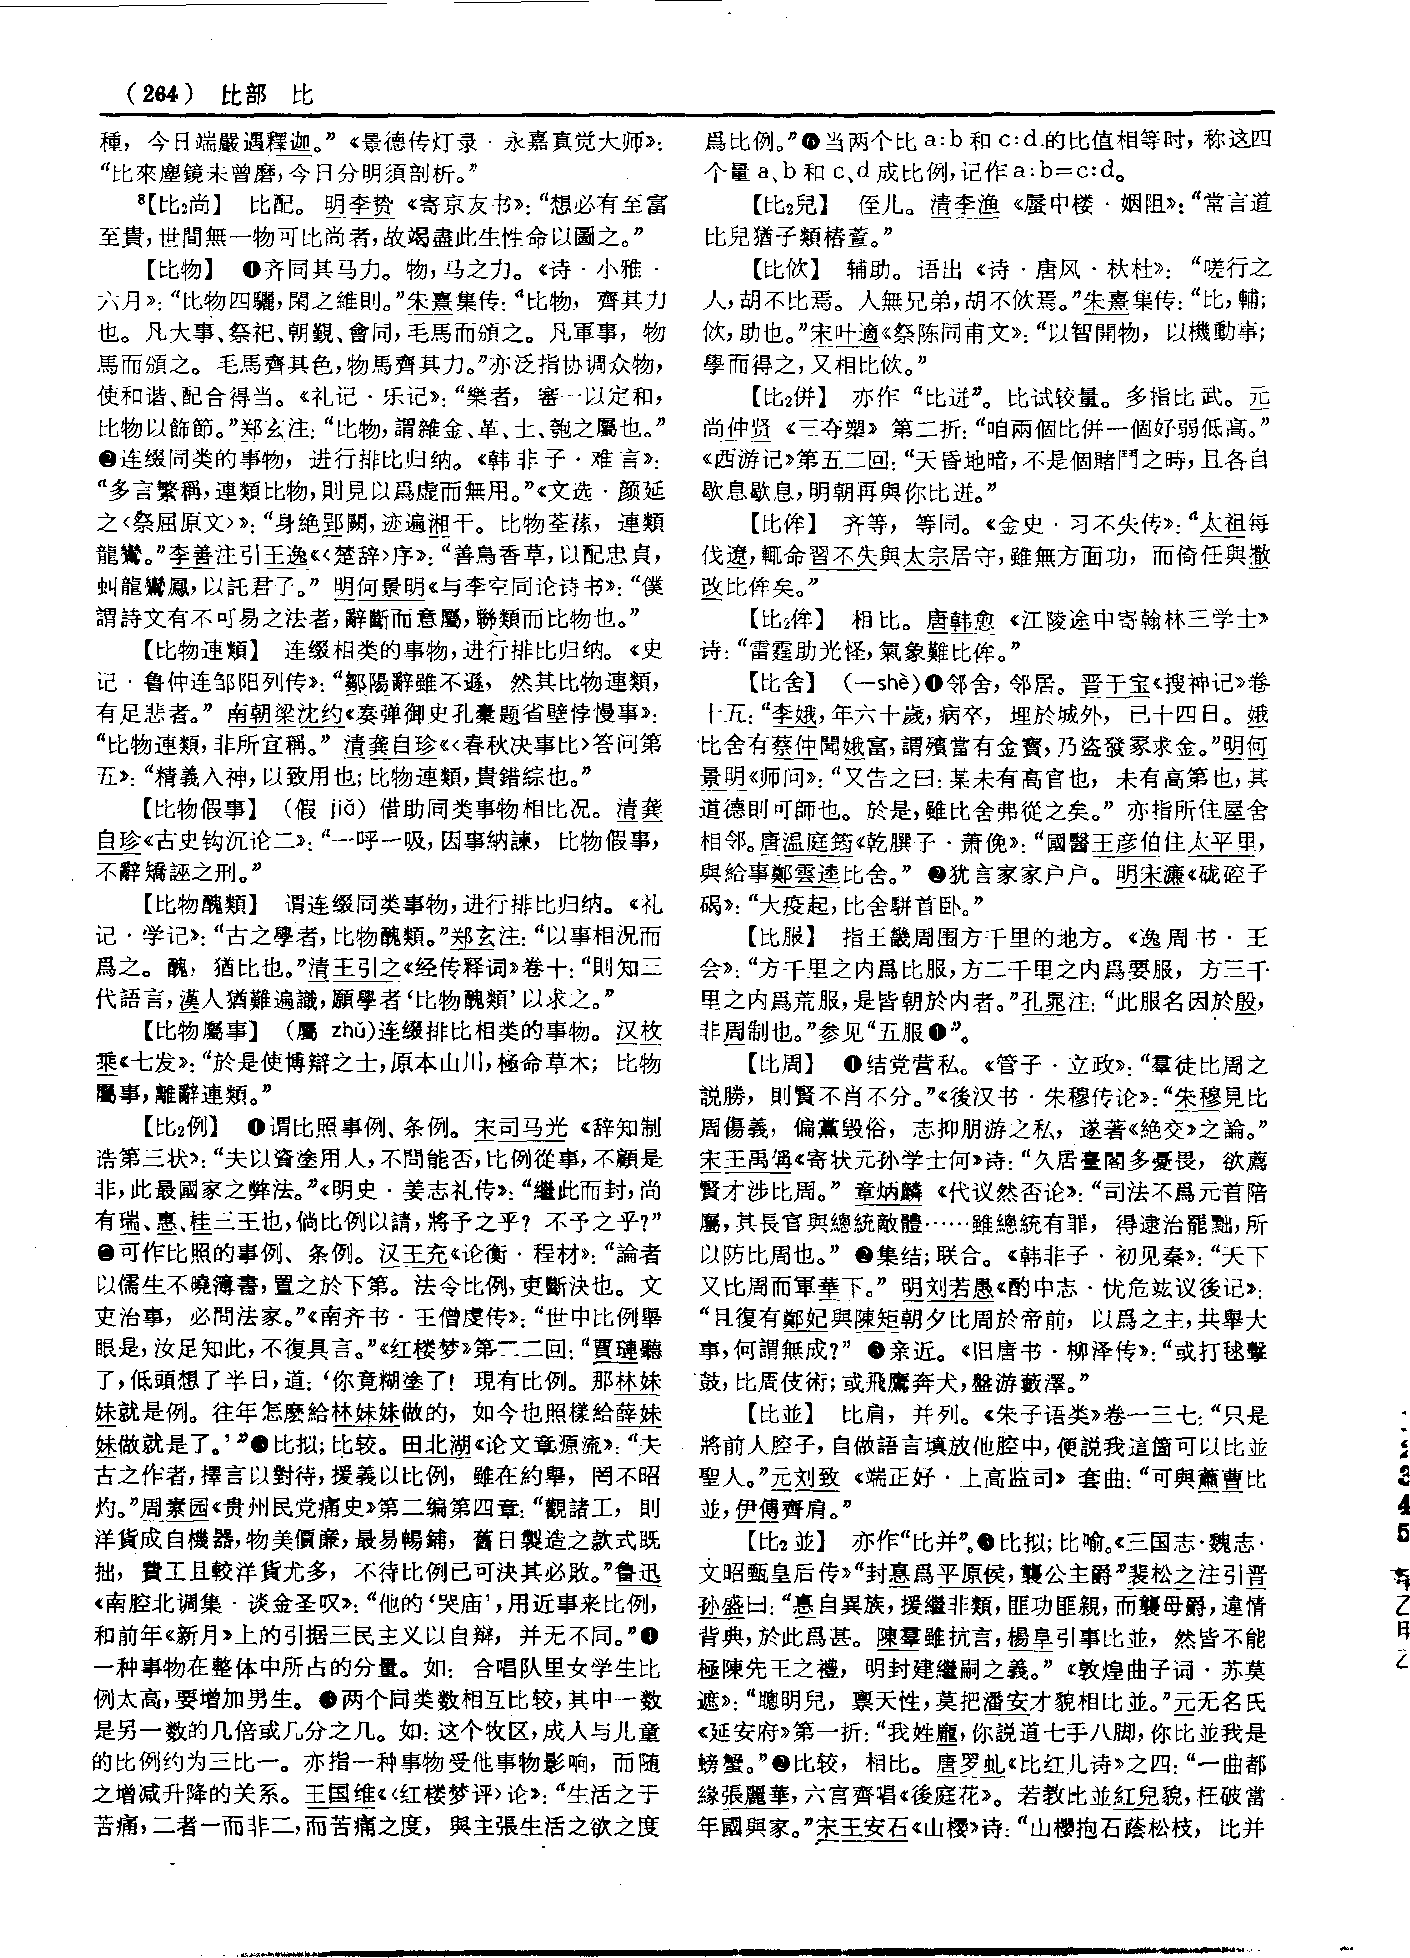 （264） 比部 比
種，今日端嚴遇釋迦。”《景德传灯录·永嘉真觉大师》：
“比來塵鏡未曾磨，今日分明須剖析。”
⁸【比₂尚】 比配。明李贽《寄京友书》：“想必有至富
至貴，世間無一物可比尚者，故竭盡此生性命以圖之。”
【比物】 ❶齐同其马力。物，马之力。《诗·小雅·
六月》：“比物四驪，閑之維則。”朱熹集传：“比物，齊其力
也。凡大事、祭祀、朝覲、會同，毛馬而頒之。凡軍事，物
馬而頒之。毛馬齊其色，物馬齊其力。”亦泛指协调众物，
使和谐、配合得当。《礼记·乐记》：“樂者，審一以定和，
比物以飾節。”郑玄注：“比物，謂雜金、革、土、匏之屬也。”
❷连缀同类的事物，进行排比归纳。《韩非子·难言》：
“多言繁稱，連類比物，則見以爲虛而無用。”《文选·颜延
之〈祭屈原文〉》：“身絶郢闕，迹遍湘干。比物荃蓀，連類
龍鸞。”李善注引王逸《〈楚辞〉序》：“善鳥香草，以配忠貞，
虬龍鸞鳳，以託君子。”明何景明《与李空同论诗书》：“僕
謂詩文有不可易之法者，辭斷而意屬，聯類而比物也。”
【比物連類】 连缀相类的事物，进行排比归纳。《史
记·鲁仲连邹阳列传》：“鄒陽辭雖不遜，然其比物連類，
有足悲者。”南朝梁沈约《奏弹御史孔橐题省壁悖慢事》：
“比物連類，非所宜稱。”清龚自珍《〈春秋决事比〉答问第
五》：“精義入神，以致用也；比物連類，貴錯綜也。”
【比物假事】 （假 jiǎ）借助同类事物相比况。清龚
自珍《古史钩沉论二》：“一呼一吸，因事納諫，比物假事，
不辭矯誣之刑。”
【比物醜類】 谓连缀同类事物，进行排比归纳。《礼
记·学记》：“古之學者，比物醜類。”郑玄注：“以事相况而
爲之。醜，猶比也。”清王引之《经传释词》卷十：“則知三
代語言，漢人猶難遍識，願學者‘比物醜類’以求之。”
【比物屬事】 （屬 zhǔ）连缀排比相类的事物。汉枚
乘《七发》：“於是使博辯之士，原本山川，極命草木；比物
屬事，離辭連類。”
【比₂例】 ❶谓比照事例、条例。宋司马光《辞知制
诰第三状》：“夫以資塗用人，不問能否，比例從事，不顧是
非，此最國家之弊法。”《明史·姜志礼传》：“繼此而封，尚
有瑞、惠、桂三王也，倘比例以請，將予之乎？不予之乎？”
❷可作比照的事例、条例。汉王充《论衡·程材》：“論者
以儒生不曉簿書，置之於下第。法令比例，吏斷決也。文
吏治事，必問法家。”《南齐书·王僧虔传》：“世中比例舉
眼是，汝足知此，不復具言。”《红楼梦》第二二回：“賈璉聽
了，低頭想了半日，道：‘你竟糊塗了！現有比例。那林妹
妹就是例。往年怎麽給林妹妹做的，如今也照樣給薛妹
妹做就是了。’”❸比拟；比较。田北湖《论文章源流》：“夫
古之作者，擇言以對待，援義以比例，雖在約舉，罔不昭
灼。”周素园《贵州民党痛史》第二编第四章：“觀諸工，則
洋貨成自機器，物美價廉，最易暢銷，舊日製造之款式既
拙，費工且較洋貨尤多，不待比例已可決其必敗。”鲁迅
《南腔北调集·谈金圣叹》：“他的‘哭庙’，用近事来比例，
和前年《新月》上的引据三民主义以自辩，并无不同。”❹
一种事物在整体中所占的分量。如：合唱队里女学生比
例太高，要增加男生。❺两个同类数相互比较，其中一数
是另一数的几倍或几分之几。如：这个牧区，成人与儿童
的比例约为三比一。亦指一种事物受他事物影响，而随
之增减升降的关系。王国维《〈红楼梦评〉论》：“生活之于
苦痛，二者一而非二，而苦痛之度，與主張生活之欲之度
爲比例。”❻当两个比a:b和c:d的比值相等时，称这四
个量a、b和c、d成比例，记作a:b=c:d。
【比₂兒】 侄儿。清李渔《蜃中楼·姻阻》：“常言道
比兒猶子類椿萱。”
【比佽】 辅助。语出《诗·唐风·杕杜》：“嗟行之
人，胡不比焉。人無兄弟，胡不佽焉。”朱熹集传：“比，輔；
佽，助也。”宋叶適《祭陈同甫文》：“以智開物，以機動事；
學而得之，又相比佽。”
【比₂併】 亦作“比迸”。比试较量。多指比武。元
尚仲贤《三夺槊》第二折：“咱兩個比併一個好弱低高。”
《西游记》第五二回：“天昏地暗，不是個賭鬥之時，且各自
歇息歇息，明朝再與你比迸。”
【比侔】 齐等，等同。《金史·习不失传》：“太祖每
伐遼，輒命習不失與太宗居守，雖無方面功，而倚任與撒
改比侔矣。”
【比₂侔】 相比。唐韩愈《江陵途中寄翰林三学士》
诗：“雷霆助光怪，氣象難比侔。”
【比舍】 （—shè）❶邻舍，邻居。晋于宝《搜神记》卷
十五：“李娥，年六十歲，病卒，埋於城外，已十四日。娥
比舍有蔡仲聞娥富，謂殯當有金寶，乃盜發冢求金。”明何
景明《师问》：“又告之曰：某未有高官也，未有高第也，其
道德則可師也。於是，雖比舍弗從之矣。”亦指所住屋舍
相邻。唐温庭筠《乾𦠆子·萧俛》：“國醫王彦伯住太平里，
與給事鄭雲逵比舍。”❷犹言家家户户。明宋濂《硁硁子
碣》：“大疫起，比舍駢首卧。”
【比服】 指王畿周围方千里的地方。《逸周书·王
会》：“方千里之内爲比服，方二千里之内爲要服，方三千
里之内爲荒服，是皆朝於内者。”孔晁注：“此服名因於殷，
非周制也。”参见“五服❶”。
【比周】 ❶结党营私。《管子·立政》：“羣徒比周之
説勝，則賢不肖不分。”《後汉书·朱穆传论》：“朱穆見比
周傷義，偏黨毁俗，志抑朋游之私，遂著《絶交》之論。”
宋王禹偁《寄状元孙学士何》诗：“久居臺閣多憂畏，欲薦
賢才涉比周。”章炳麟《代议然否论》：“司法不爲元首陪
屬，其長官與總統敵體……雖總統有罪，得逮治罷黜，所
以防比周也。”❷集结；联合。《韩非子·初见秦》：“天下
又比周而軍華下。”明刘若愚《酌中志·忧危竑议後记》：
“且復有鄭妃與陳矩朝夕比周於帝前，以爲之主，共舉大
事，何謂無成？”❸亲近。《旧唐书·柳泽传》：“或打毬擊
鼓，比周伎術；或飛鷹奔犬，盤游藪澤。”
【比並】 比肩，并列。《朱子语类》卷一三七：“只是
將前人腔子，自做語言填放他腔中，便説我這箇可以比並
聖人。”元刘致《端正好·上高监司》套曲：“可與蕭曹比
並，伊傅齊肩。”
【比₂並】 亦作“比并”。❶比拟；比喻。《三国志·魏志·
文昭甄皇后传》“封惪爲平原侯，襲公主爵”裴松之注引晋
孙盛曰：“惪自異族，援繼非類，匪功匪親，而襲母爵，違情
背典，於此爲甚。陳羣雖抗言，楊阜引事比並，然皆不能
極陳先王之禮，明封建繼嗣之義。”《敦煌曲子词·苏莫
遮》：“聰明兒，禀天性，莫把潘安才貌相比並。”元无名氏
《延安府》第一折：“我姓龐，你説道七手八脚，你比並我是
螃蟹。”❷比较，相比。唐罗虬《比红儿诗》之四：“一曲都
緣張麗華，六宫齊唱《後庭花》。若教比並紅兒貌，枉破當
年國與家。”宋王安石《山樱》诗：“山櫻抱石蔭松枝，比并